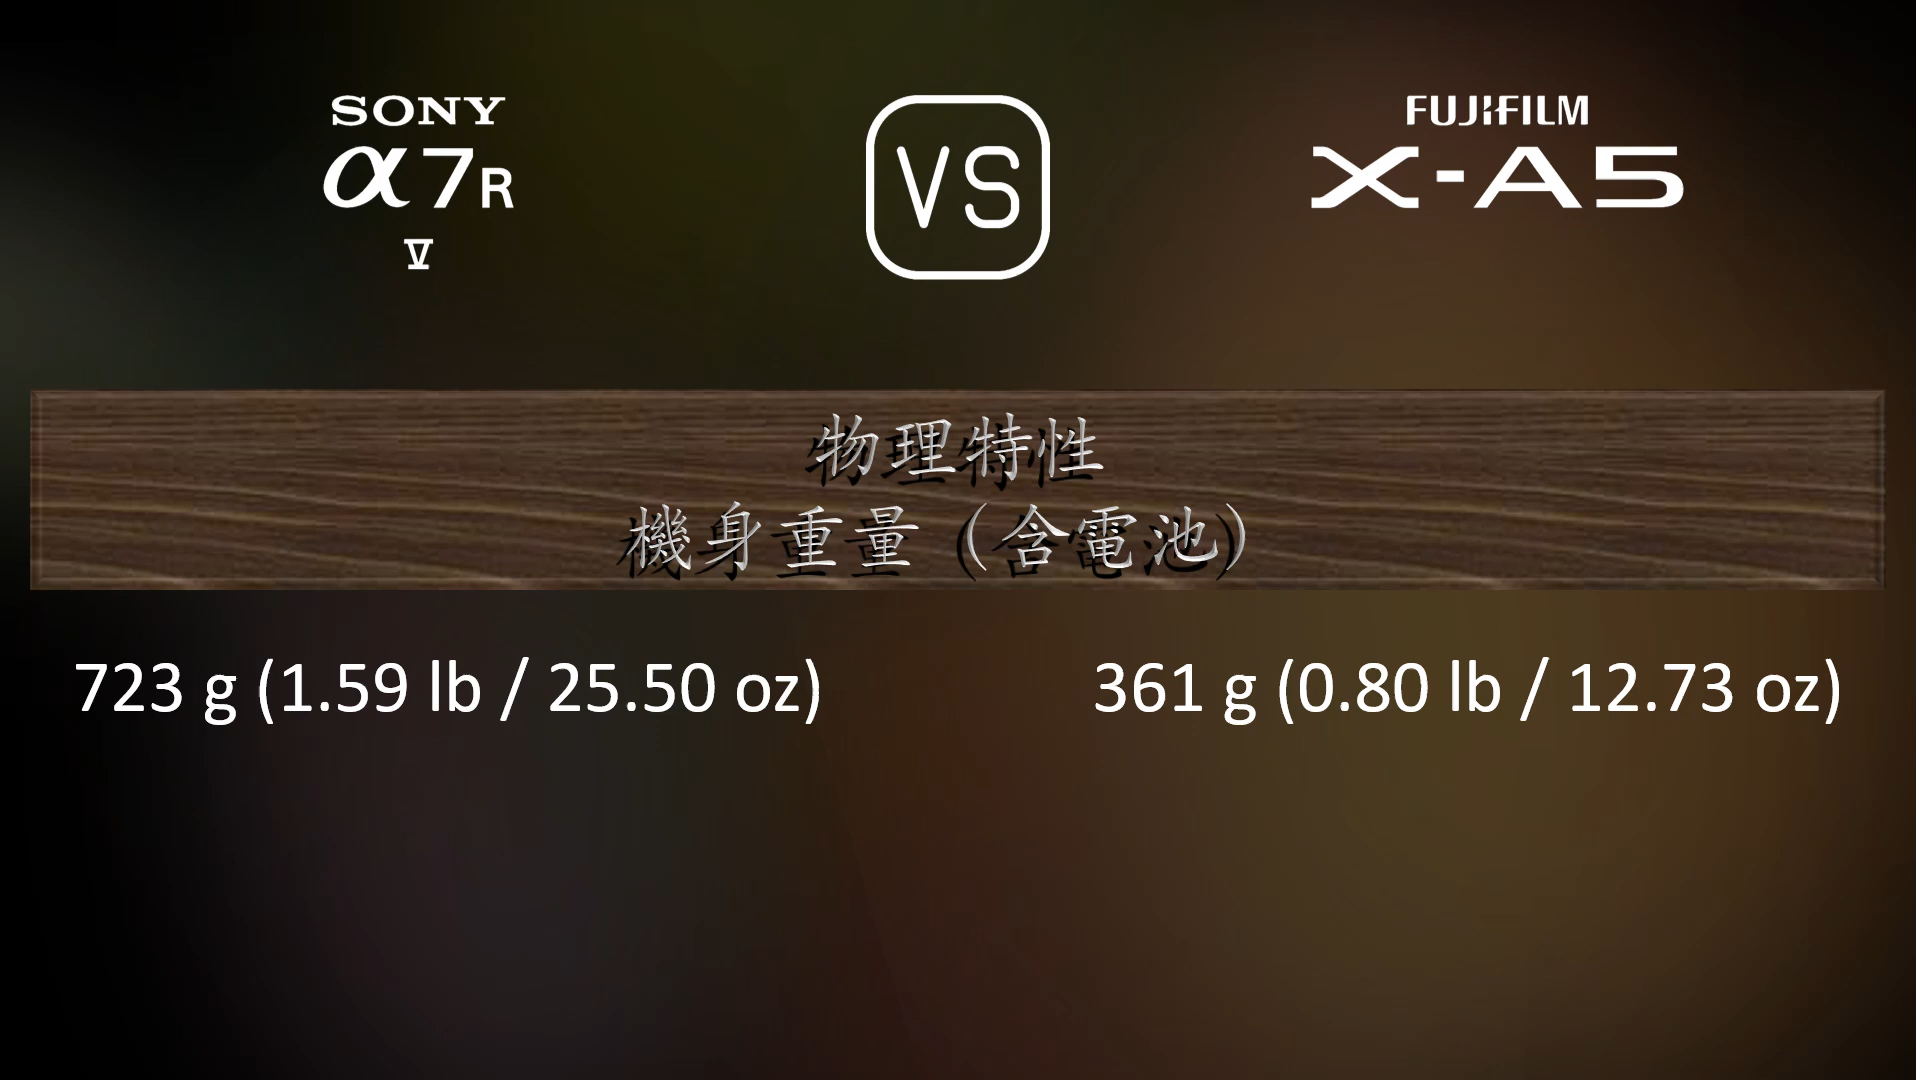 SONY
α7R
V
VS
FUJIFILM
X-A5
物理特性
機身重量（含電池）
723 g (1.59 lb / 25.50 oz)
361 g (0.80 lb / 12.73 oz)